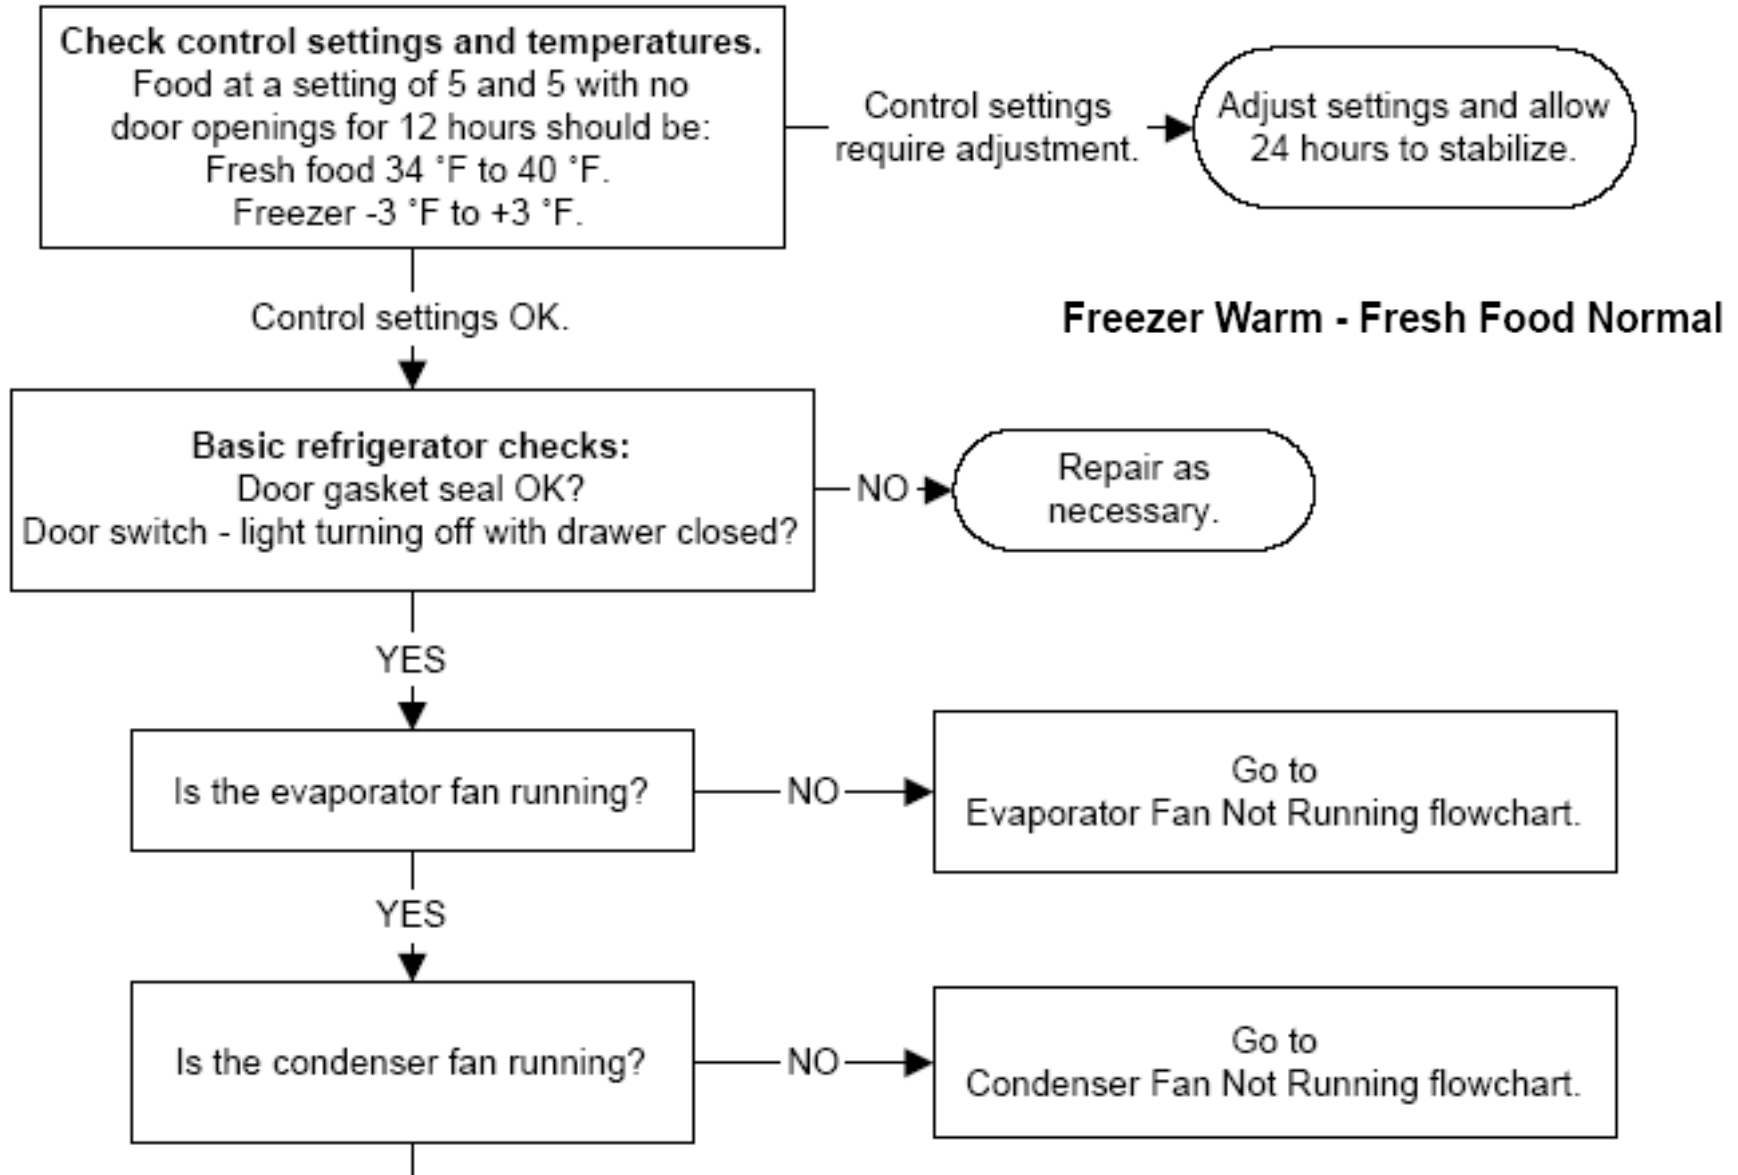 Check control settings and temperatures.
Food at a setting of 5 and 5 with no
door openings for 12 hours should be:
Fresh food 34 ˚F to 40 ˚F.
Freezer -3 ˚F to +3 ˚F.
Control settings
require adjustment.
Adjust settings and allow
24 hours to stabilize.
Control settings OK.
Freezer Warm - Fresh Food Normal
Basic refrigerator checks:
Door gasket seal OK?
Door switch - light turning off with drawer closed?
NO
Repair as
necessary.
YES
Is the evaporator fan running?
NO
Go to
Evaporator Fan Not Running flowchart.
YES
Is the condenser fan running?
NO
Go to
Condenser Fan Not Running flowchart.